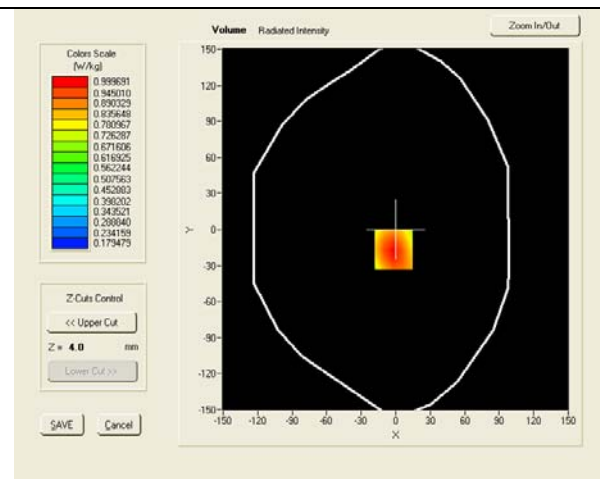 Volume Radiated Intensity
Zoom In/Out
Colors Scale
(W/kg)
0.999691
0.945010
0.890329
0.835648
0.780967
0.726287
0.671606
0.616925
0.562244
0.507563
0.452883
0.398202
0.343521
0.288840
0.234159
0.179479
Z-Cuts Control
<< Upper Cut
Z = 4.0 mm
Lower Cut >>
SAVE Cancel
150-
120-
90-
60-
30-
Y 0-
-30-
-60-
-90-
-120-
-150-
-150 -120 -90 -60 -30 0 30 60 90 120 150
X